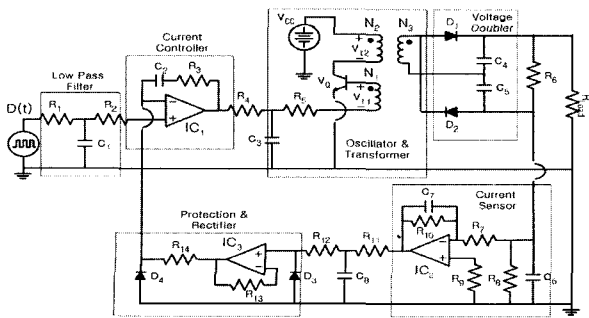 Current
Controller
Low Pass
Filter
D(t)
R1
R2
C1
C2
R3
IC1
R4
C3
R5
Vcc
N2
N3
Vt2
VQ
N1
Vt1
Oscillator &
Transformer
Voltage
Doubler
D1
C4
C5
D2
R6
Protection &
Rectifier
R14
IC3
R13
D4
D3
R12
R11
C8
Current
Sensor
C7
R10
R7
IC2
R9
R8
C6